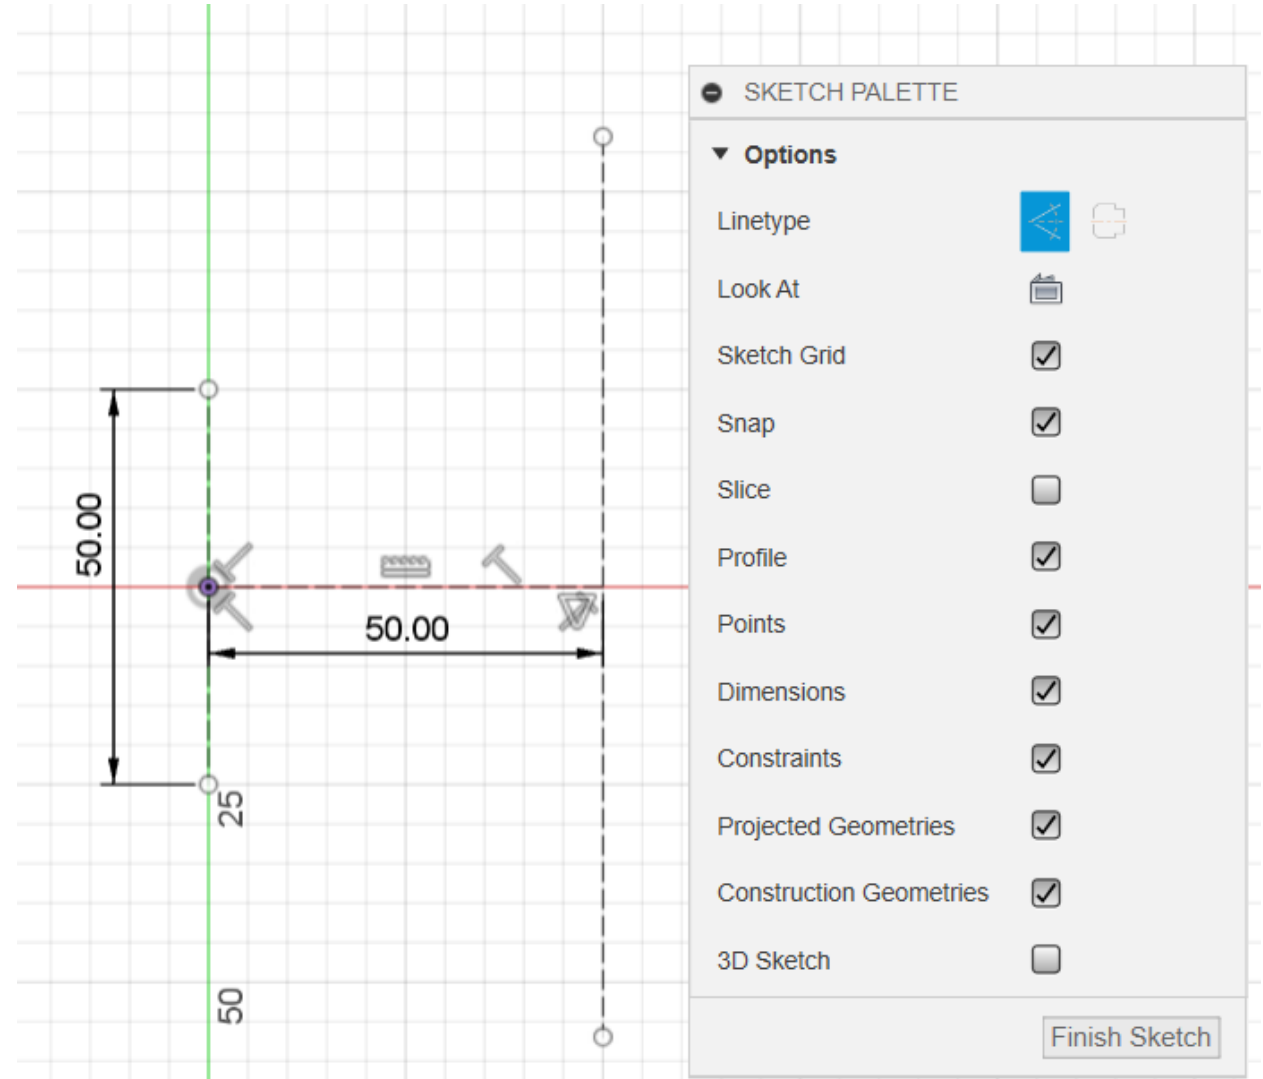 SKETCH PALETTE
Options
Linetype
Look At
Sketch Grid
Snap
Slice
Profile
Points
Dimensions
Constraints
Projected Geometries
Construction Geometries
3D Sketch
Finish Sketch
50.00
50.00
25
50